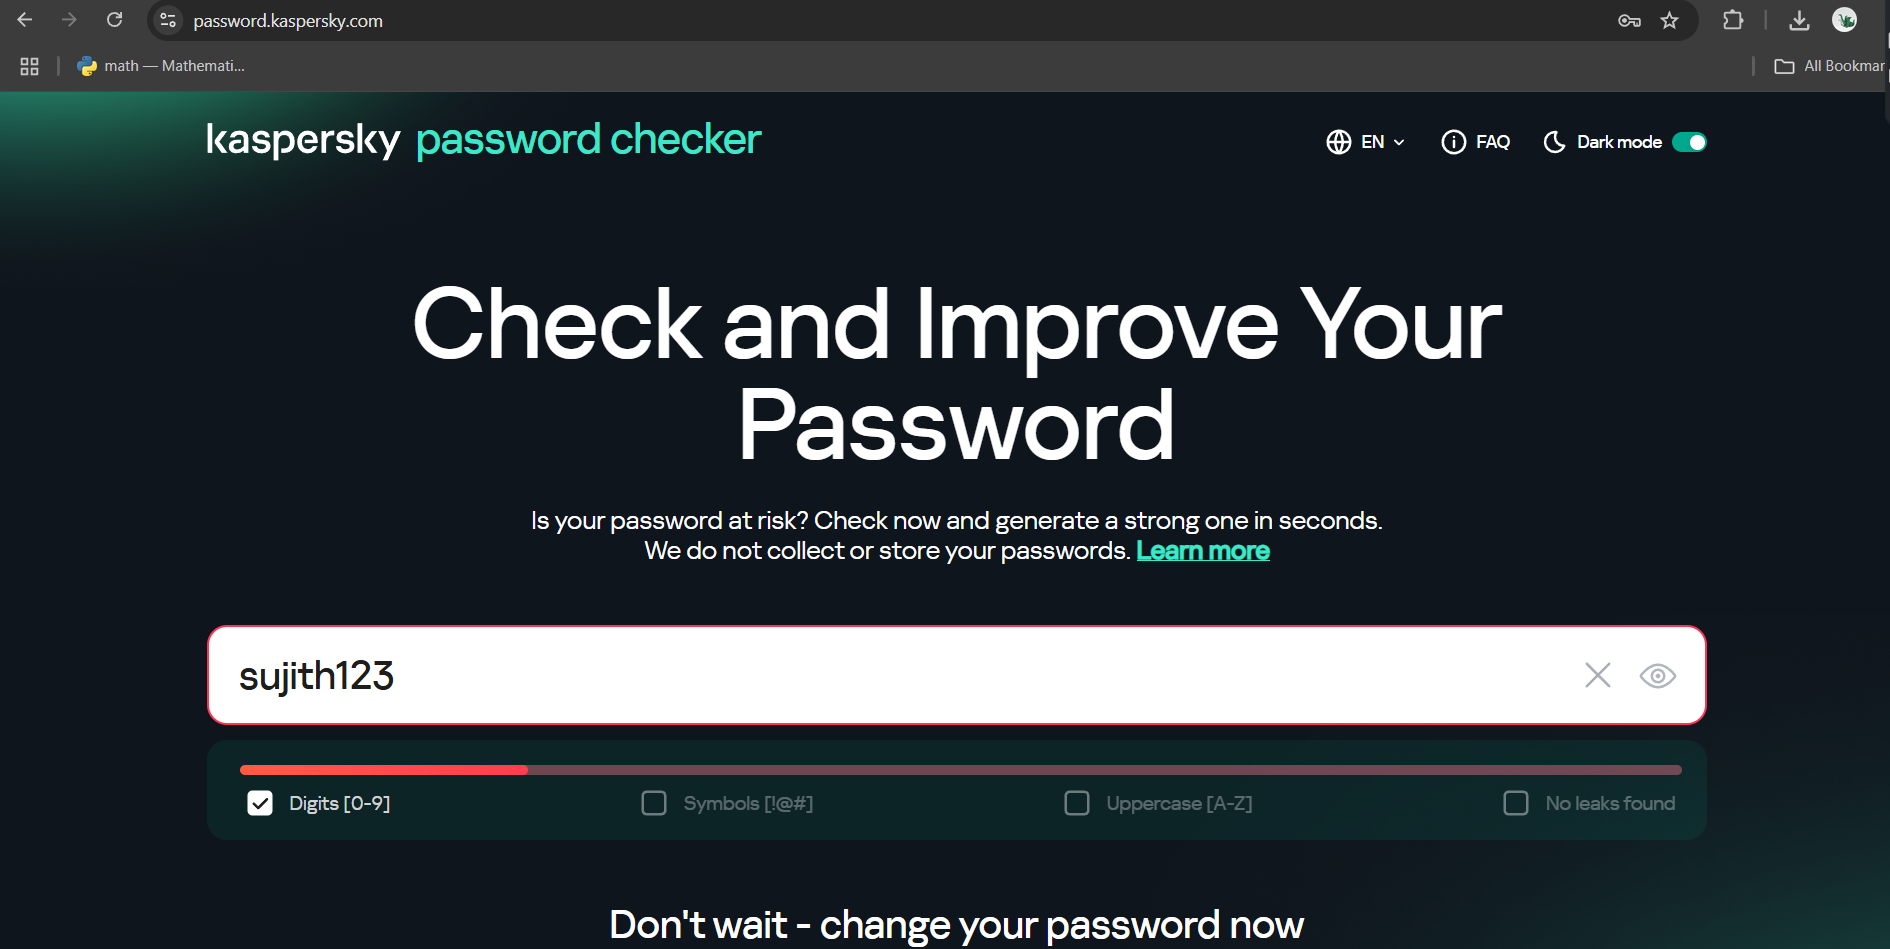 password.kaspersky.com
math — Mathemati...
All Bookmar
kaspersky password checker
EN
FAQ
Dark mode
Check and Improve Your
Password
Is your password at risk? Check now and generate a strong one in seconds.
We do not collect or store your passwords. Learn more
sujith123
Digits [0-9]
Symbols [!@#]
Uppercase [A-Z]
No leaks found
Don't wait - change your password now